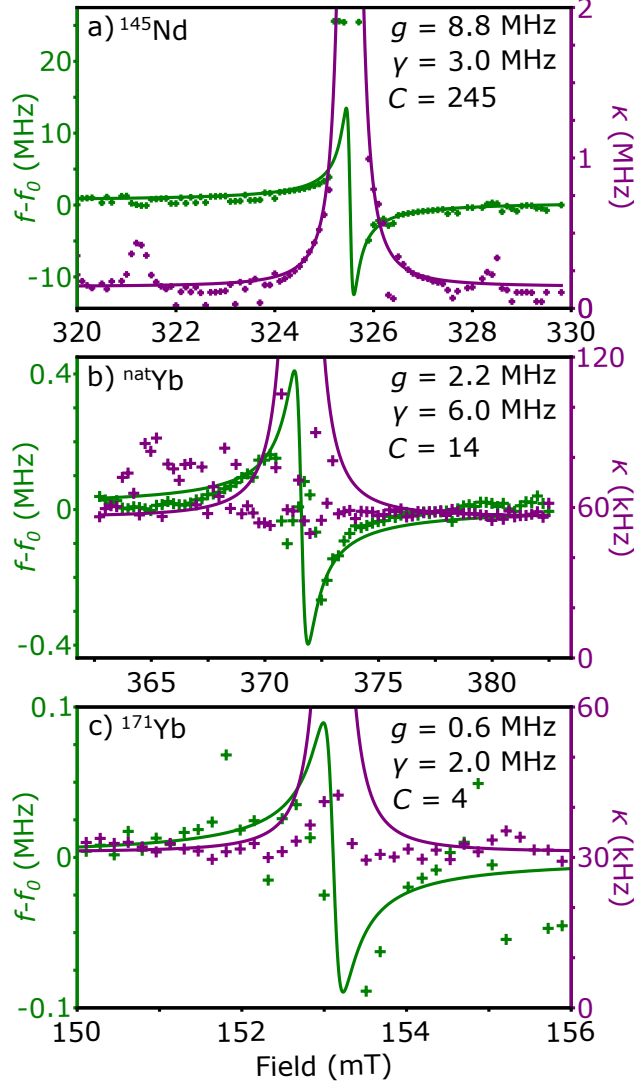 a) ¹⁴⁵Nd
g = 8.8 MHz
γ = 3.0 MHz
C = 245
20
10
0
-10
f-f₀ (MHz)
2
1
0
κ (MHz)
320
322
324
326
328
330
b) ⁿᵃᵗYb
g = 2.2 MHz
γ = 6.0 MHz
C = 14
0.4
0
-0.4
f-f₀ (MHz)
120
60
0
κ (kHz)
365
370
375
380
c) ¹⁷¹Yb
g = 0.6 MHz
γ = 2.0 MHz
C = 4
0.1
0
-0.1
f-f₀ (MHz)
60
30
0
κ (kHz)
150
152
154
156
Field (mT)